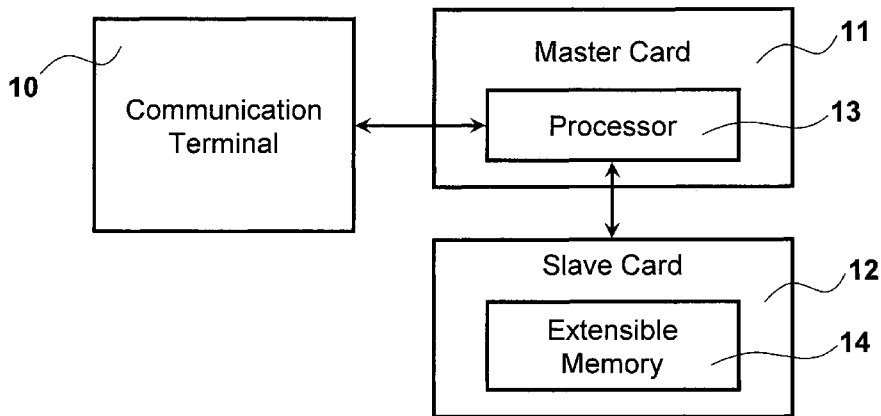 10
Communication
Terminal
Master Card
11
Processor
13
Slave Card
12
Extensible
Memory
14